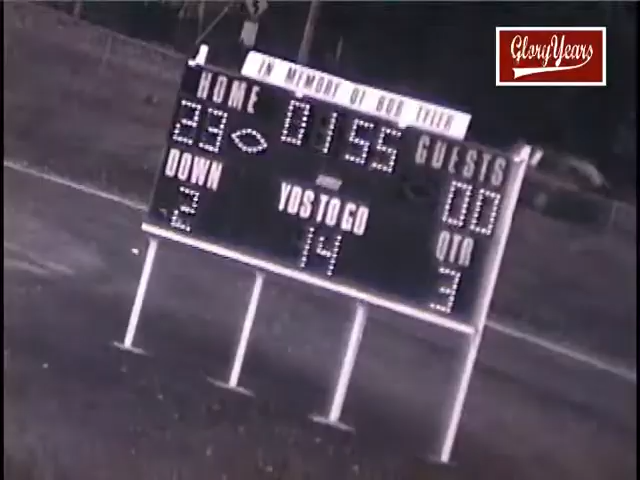 Glory Years
IN MEMORY OF BOB TYLER
HOME 0155 GUESTS
23 00
DOWN YDS TO GO QTR
14 3